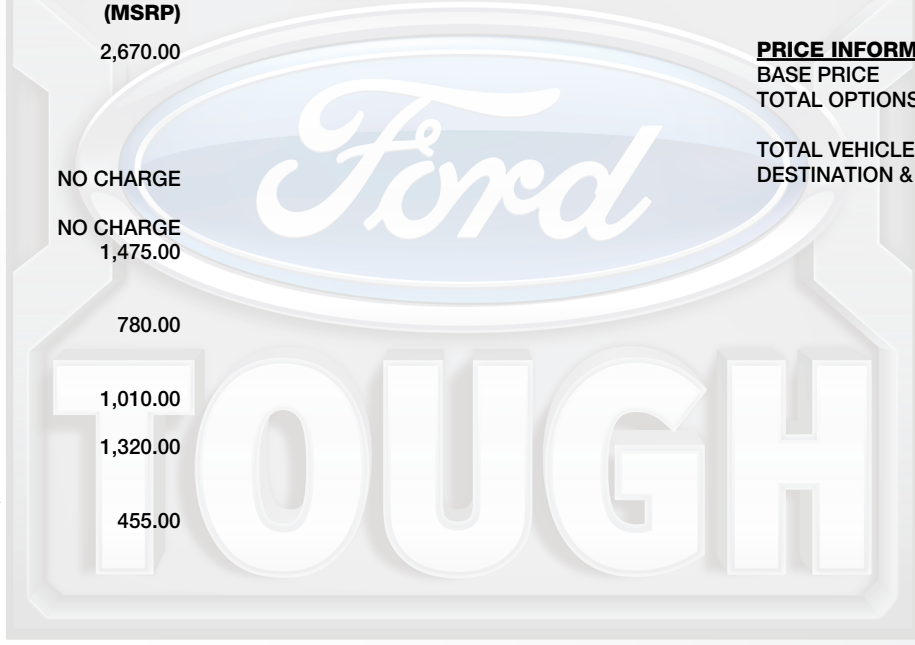 (MSRP)
2,670.00
NO CHARGE
NO CHARGE
1,475.00
780.00
1,010.00
1,320.00
455.00
PRICE INFORM
BASE PRICE
TOTAL OPTIONS
TOTAL VEHICLE
DESTINATION &
Ford
TOUGH